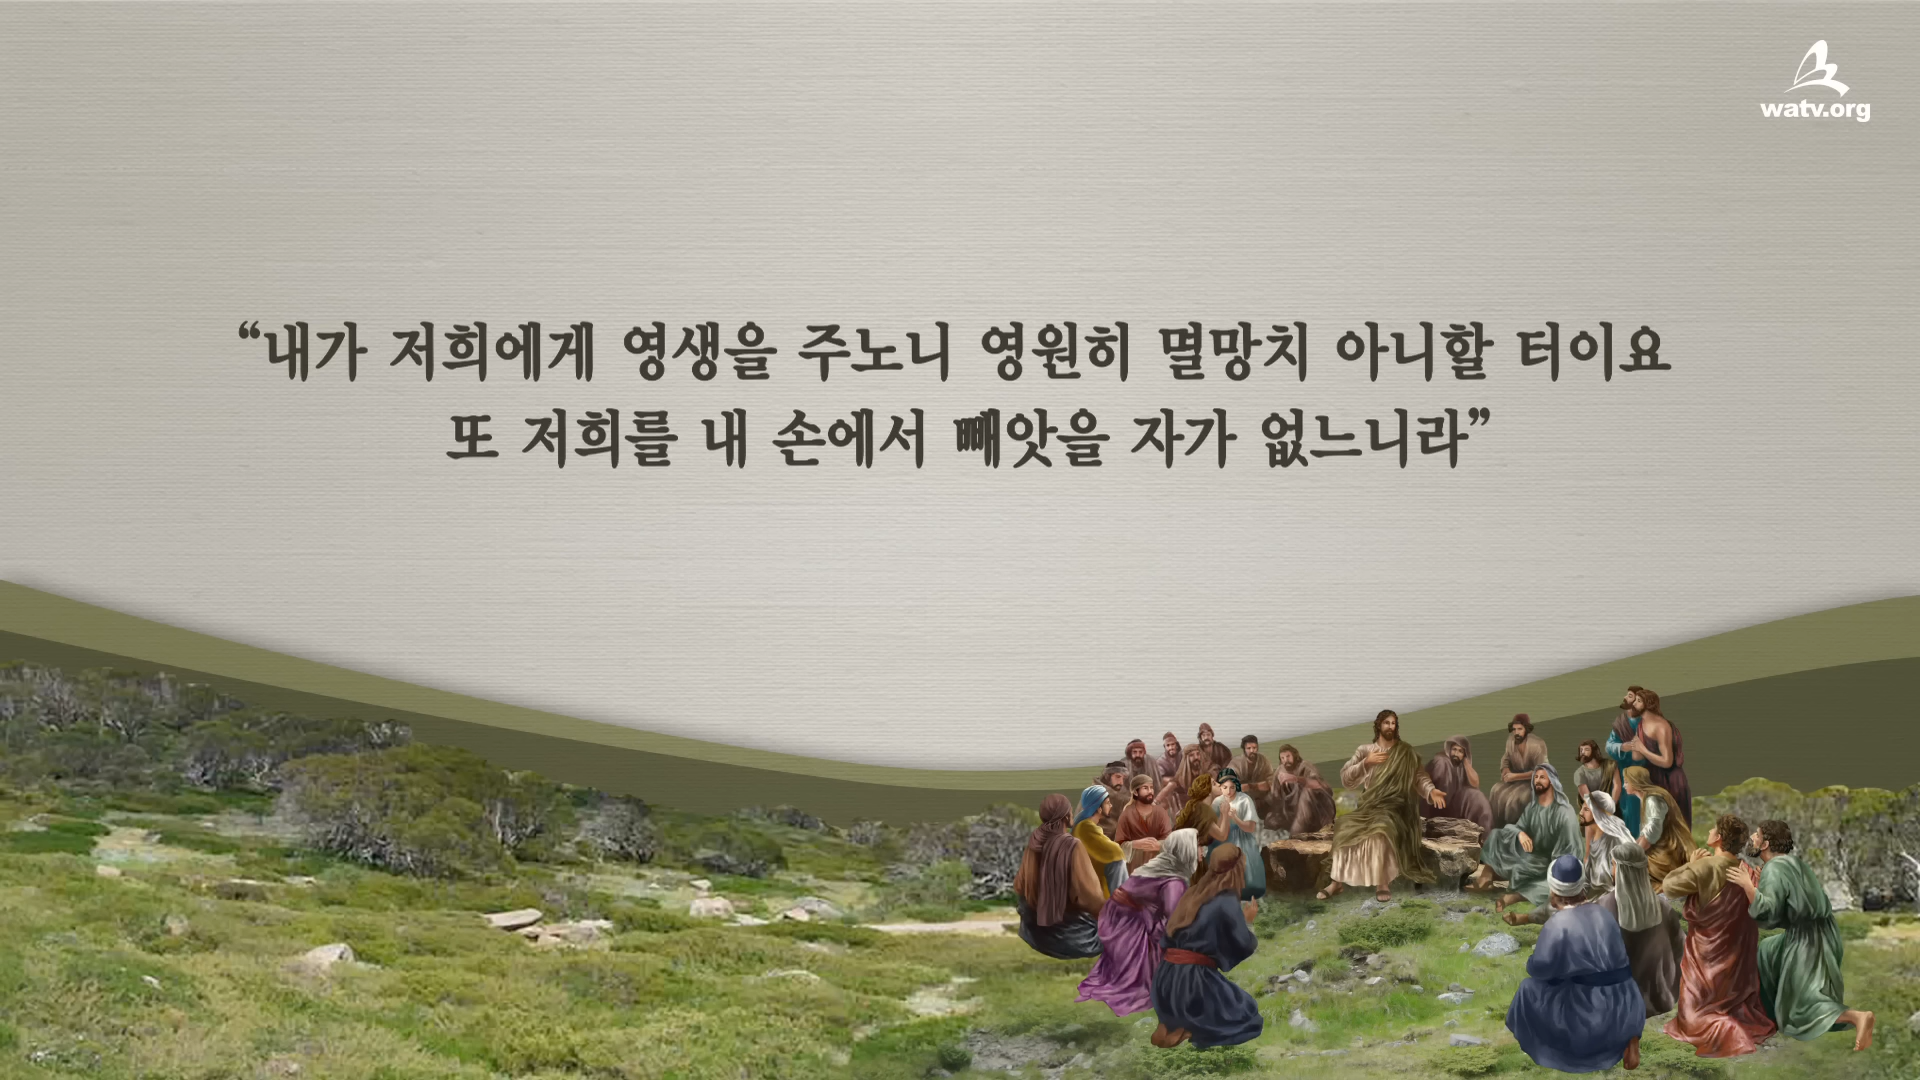 watv.org
“내가 저희에게 영생을 주노니 영원히 멸망치 아니할 터이요
또 저희를 내 손에서 빼앗을 자가 없느니라”